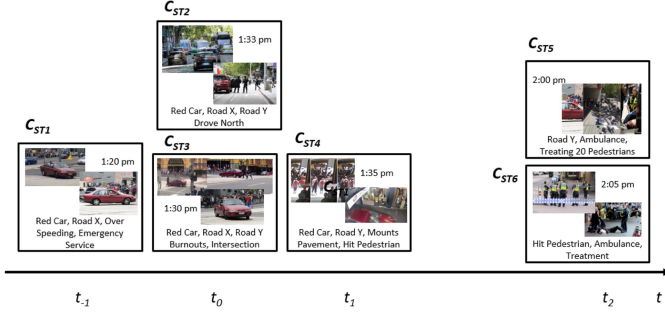 C_ST2
1:33 pm
Red Car, Road X, Road Y
Drove North
C_ST5
2:00 pm
Road Y, Ambulance,
Treating 20 Pedestrians
C_ST1
1:20 pm
Red Car, Road X, Over
Speeding, Emergency
Service
C_ST3
1:30 pm
Red Car, Road X, Road Y
Burnouts, Intersection
C_ST4
1:35 pm
Red Car, Road Y, Mounts
Pavement, Hit Pedestrian
C_ST6
2:05 pm
Hit Pedestrian, Ambulance,
Treatment
t_-1
t_0
t_1
t_2
t